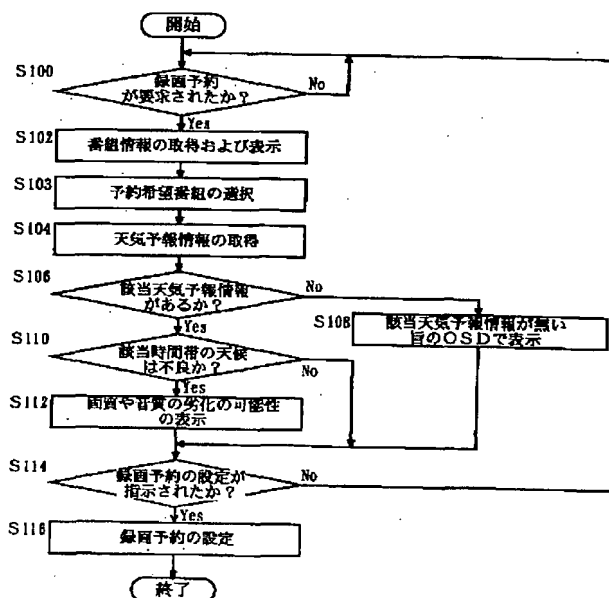 開始
S100
録画予約
が要求されたか？
No
Yes
S102
番組情報の取得および表示
S103
予約希望番組の選択
S104
天気予報情報の取得
S106
該当天気予報情報
があるか？
No
Yes
S108
該当天気予報情報が無い
旨のOSDで表示
S110
該当時間帯の天候
は不良か？
No
Yes
S112
画質や音質の劣化の可能性
の表示
S114
録画予約の設定が
指示されたか？
No
Yes
S116
録画予約の設定
終了